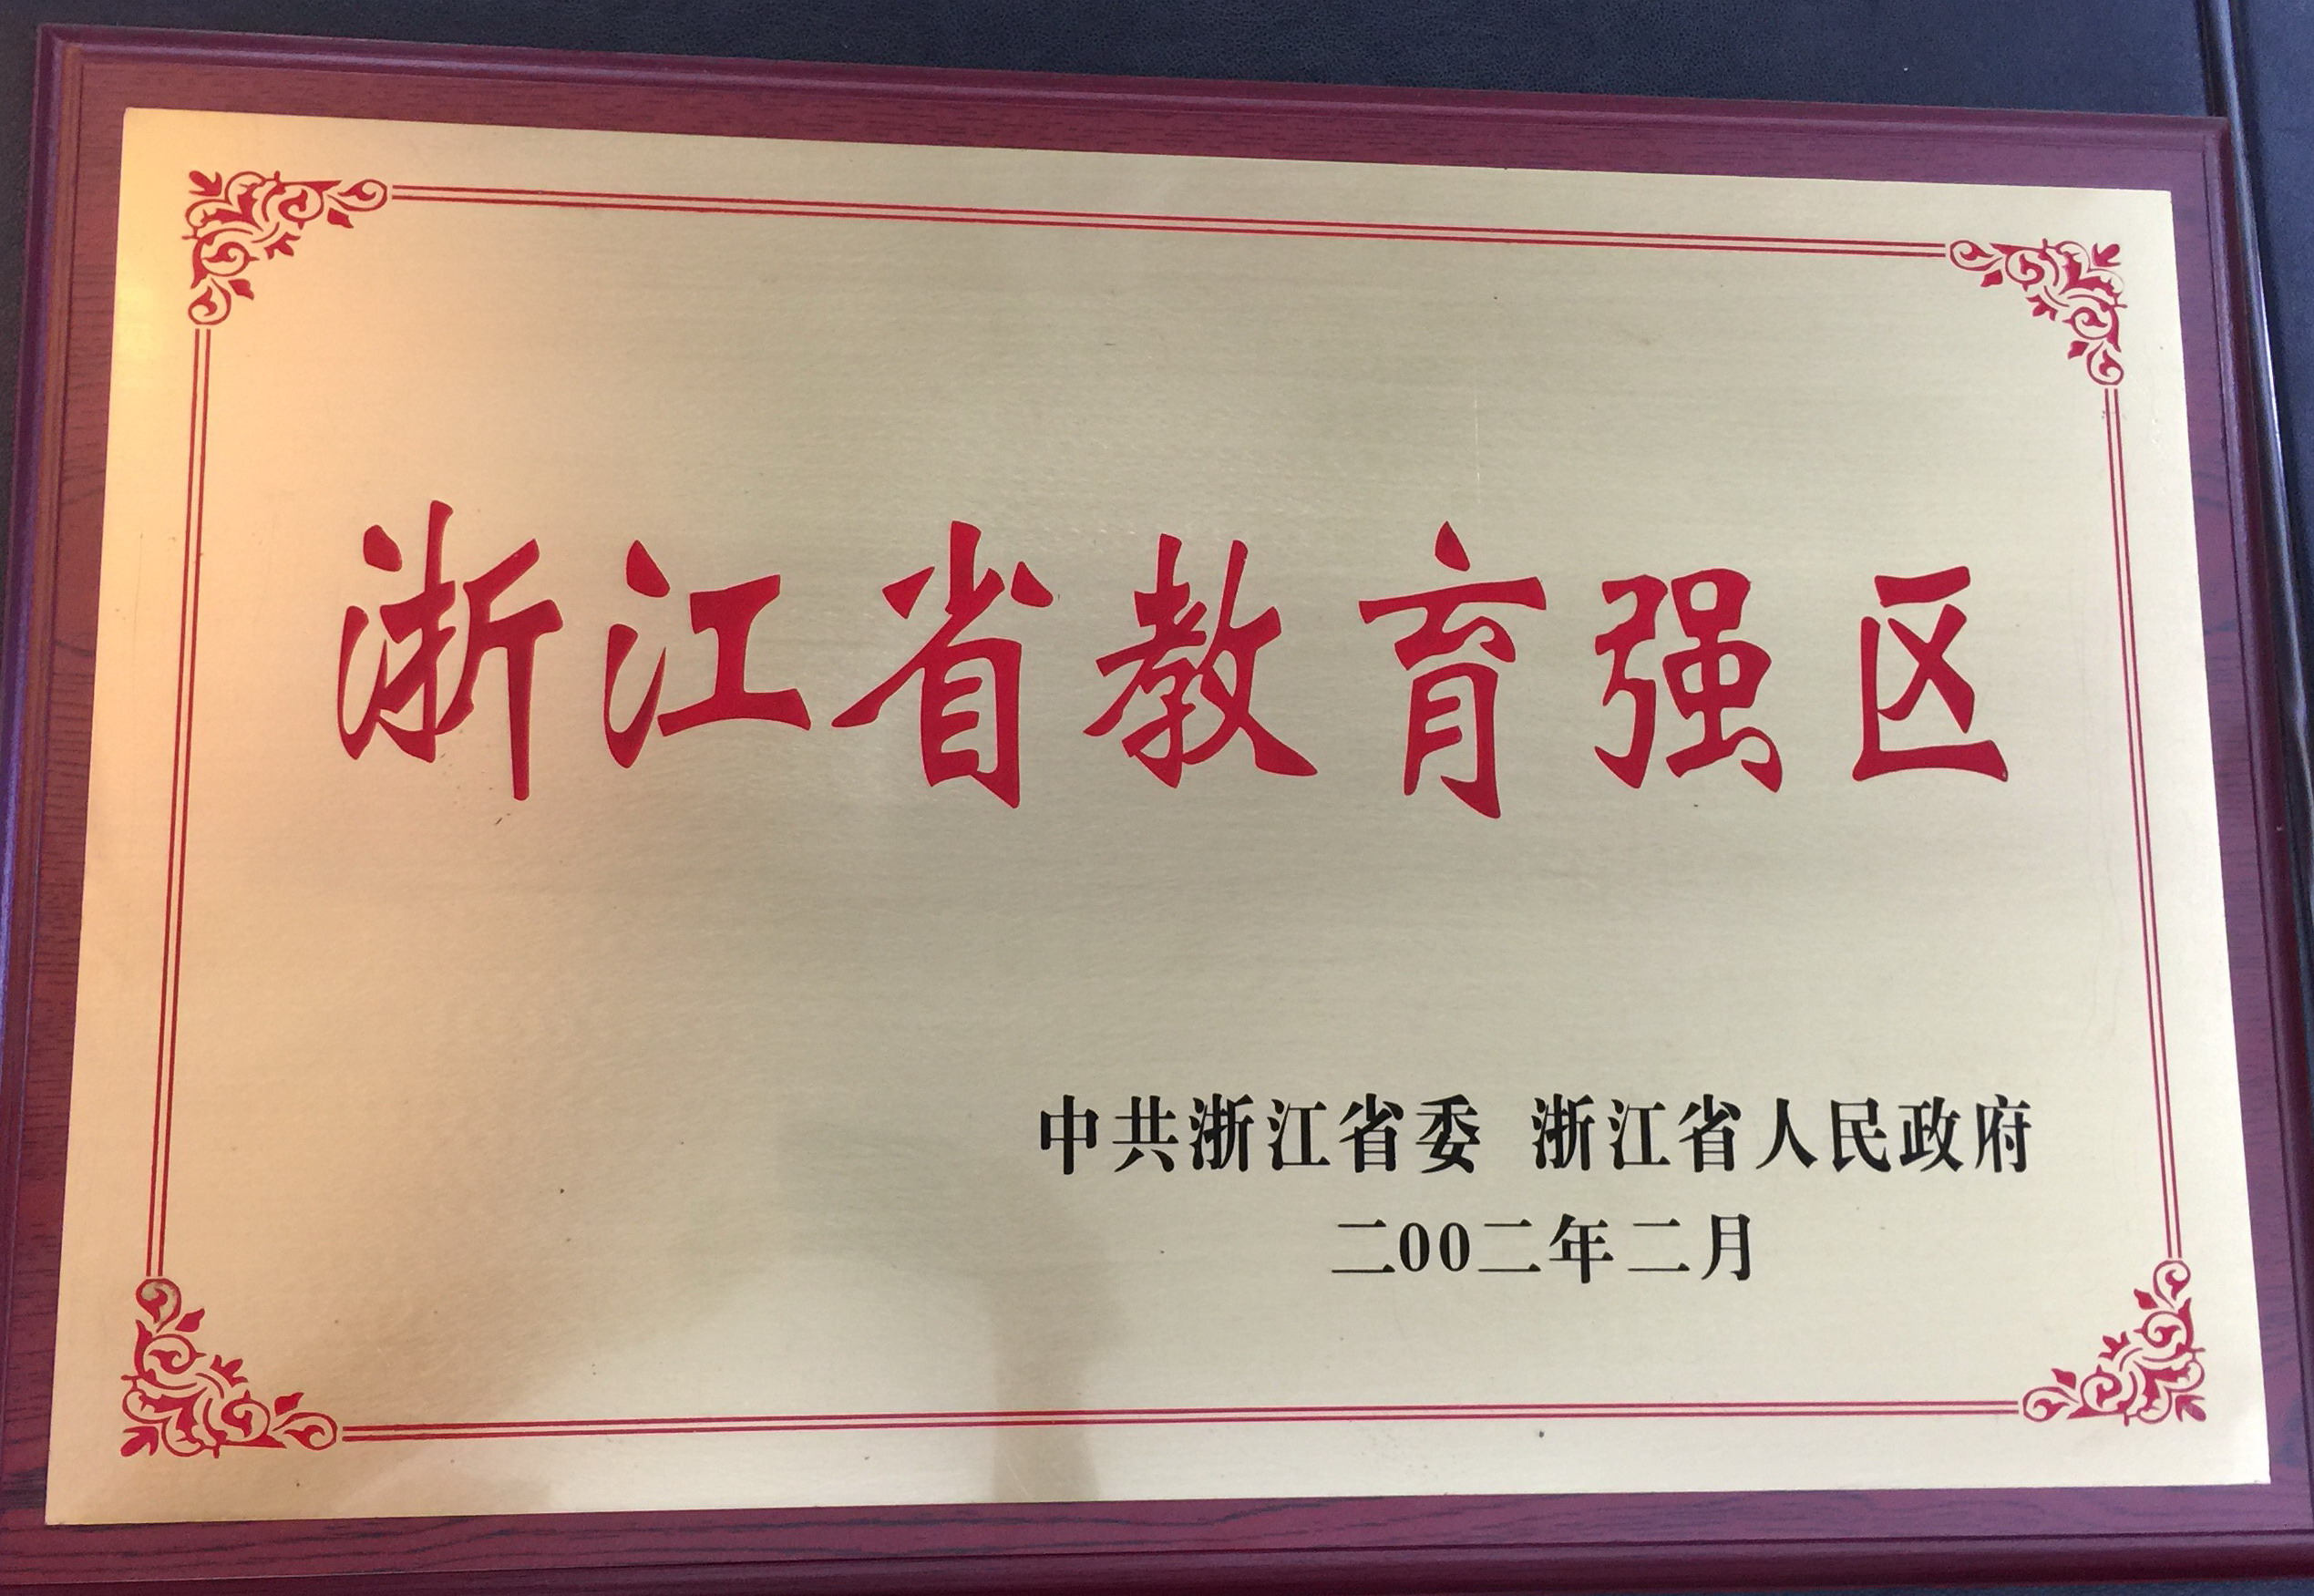 浙江省教育强区
中共浙江省委 浙江省人民政府
二00二年二月